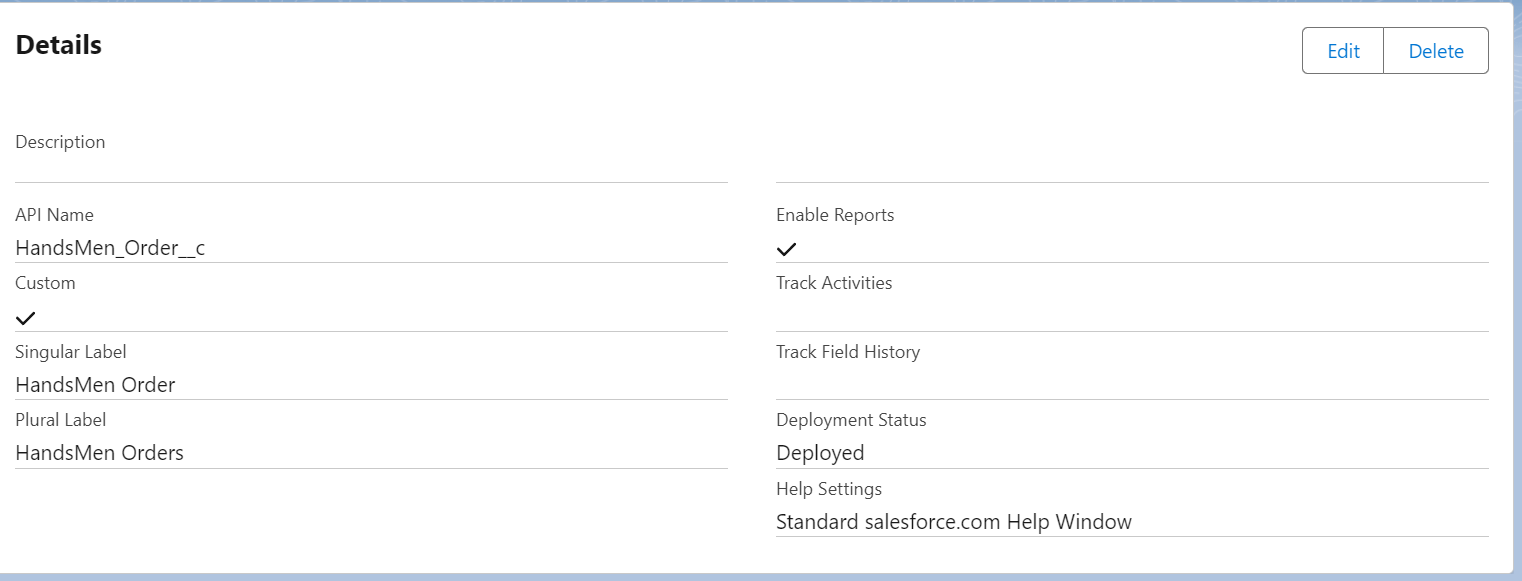 Details
Edit
Delete
Description
API Name
HandsMen_Order__c
Enable Reports
Custom
Track Activities
Singular Label
HandsMen Order
Track Field History
Plural Label
HandsMen Orders
Deployment Status
Deployed
Help Settings
Standard salesforce.com Help Window